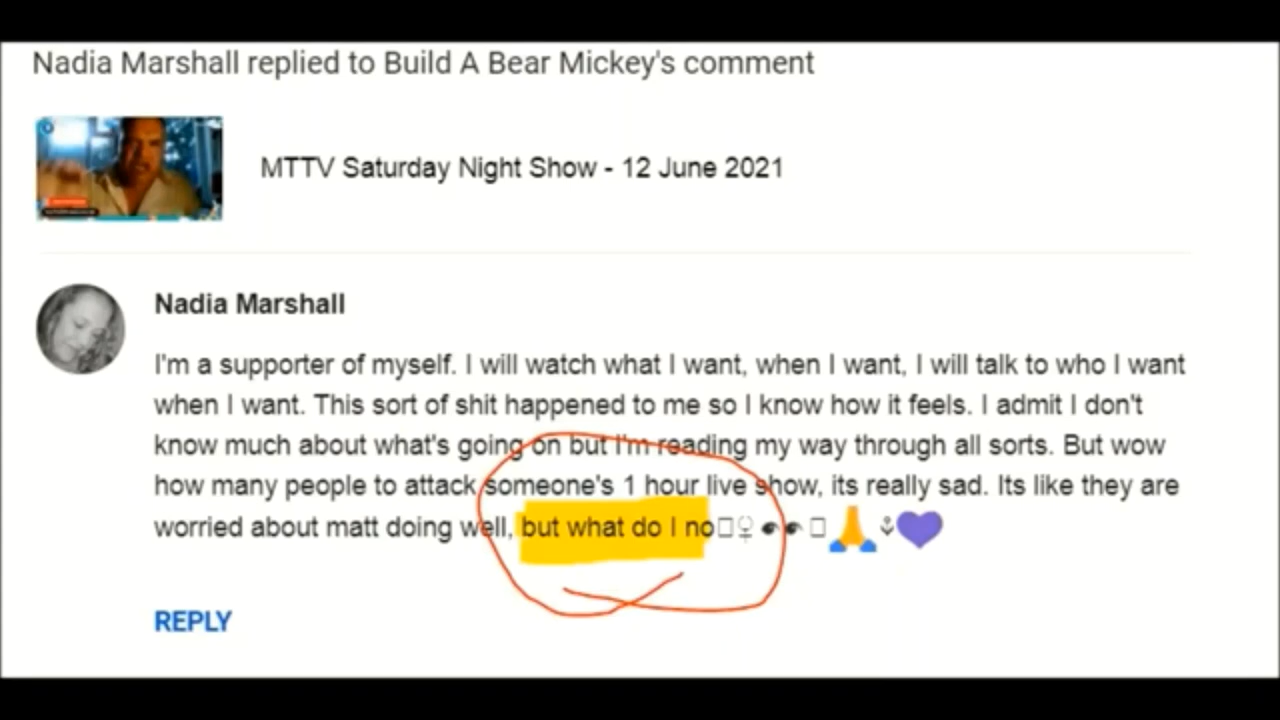 Nadia Marshall replied to Build A Bear Mickey's comment
MTTV Saturday Night Show - 12 June 2021
Nadia Marshall
I'm a supporter of myself. I will watch what I want, when I want, I will talk to who I want
when I want. This sort of shit happened to me so I know how it feels. I admit I don't
know much about what's going on but I'm reading my way through all sorts. But wow
how many people to attack someone's 1 hour live show, its really sad. Its like they are
worried about matt doing well, but what do I no□♀👁👁□🙏⚘💜
REPLY